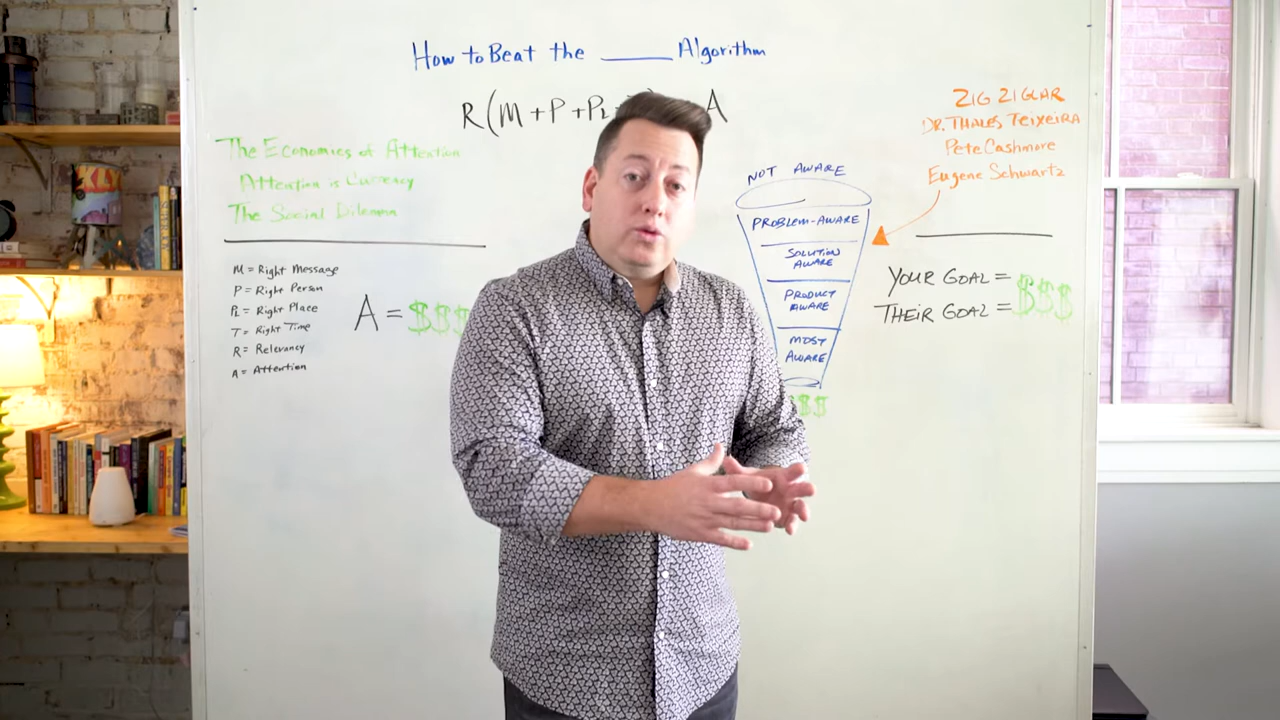 How to Beat the ____ Algorithm
R(M + P + PL A
The Economics of Attention
Attention is Currency
The Social Dilemma
M = Right Message
P = Right Person
PL = Right Place
T = Right Time
R = Relevancy
A = Attention
A = $$$
NOT AWARE
PROBLEM-AWARE
SOLUTION
AWARE
PRODUCT
AWARE
MOST
AWARE
$$
ZIG ZIGLAR
DR. THALES TEIXEIRA
Pete Cashmore
Eugene Schwartz
YOUR GOAL =
THEIR GOAL =
$$$